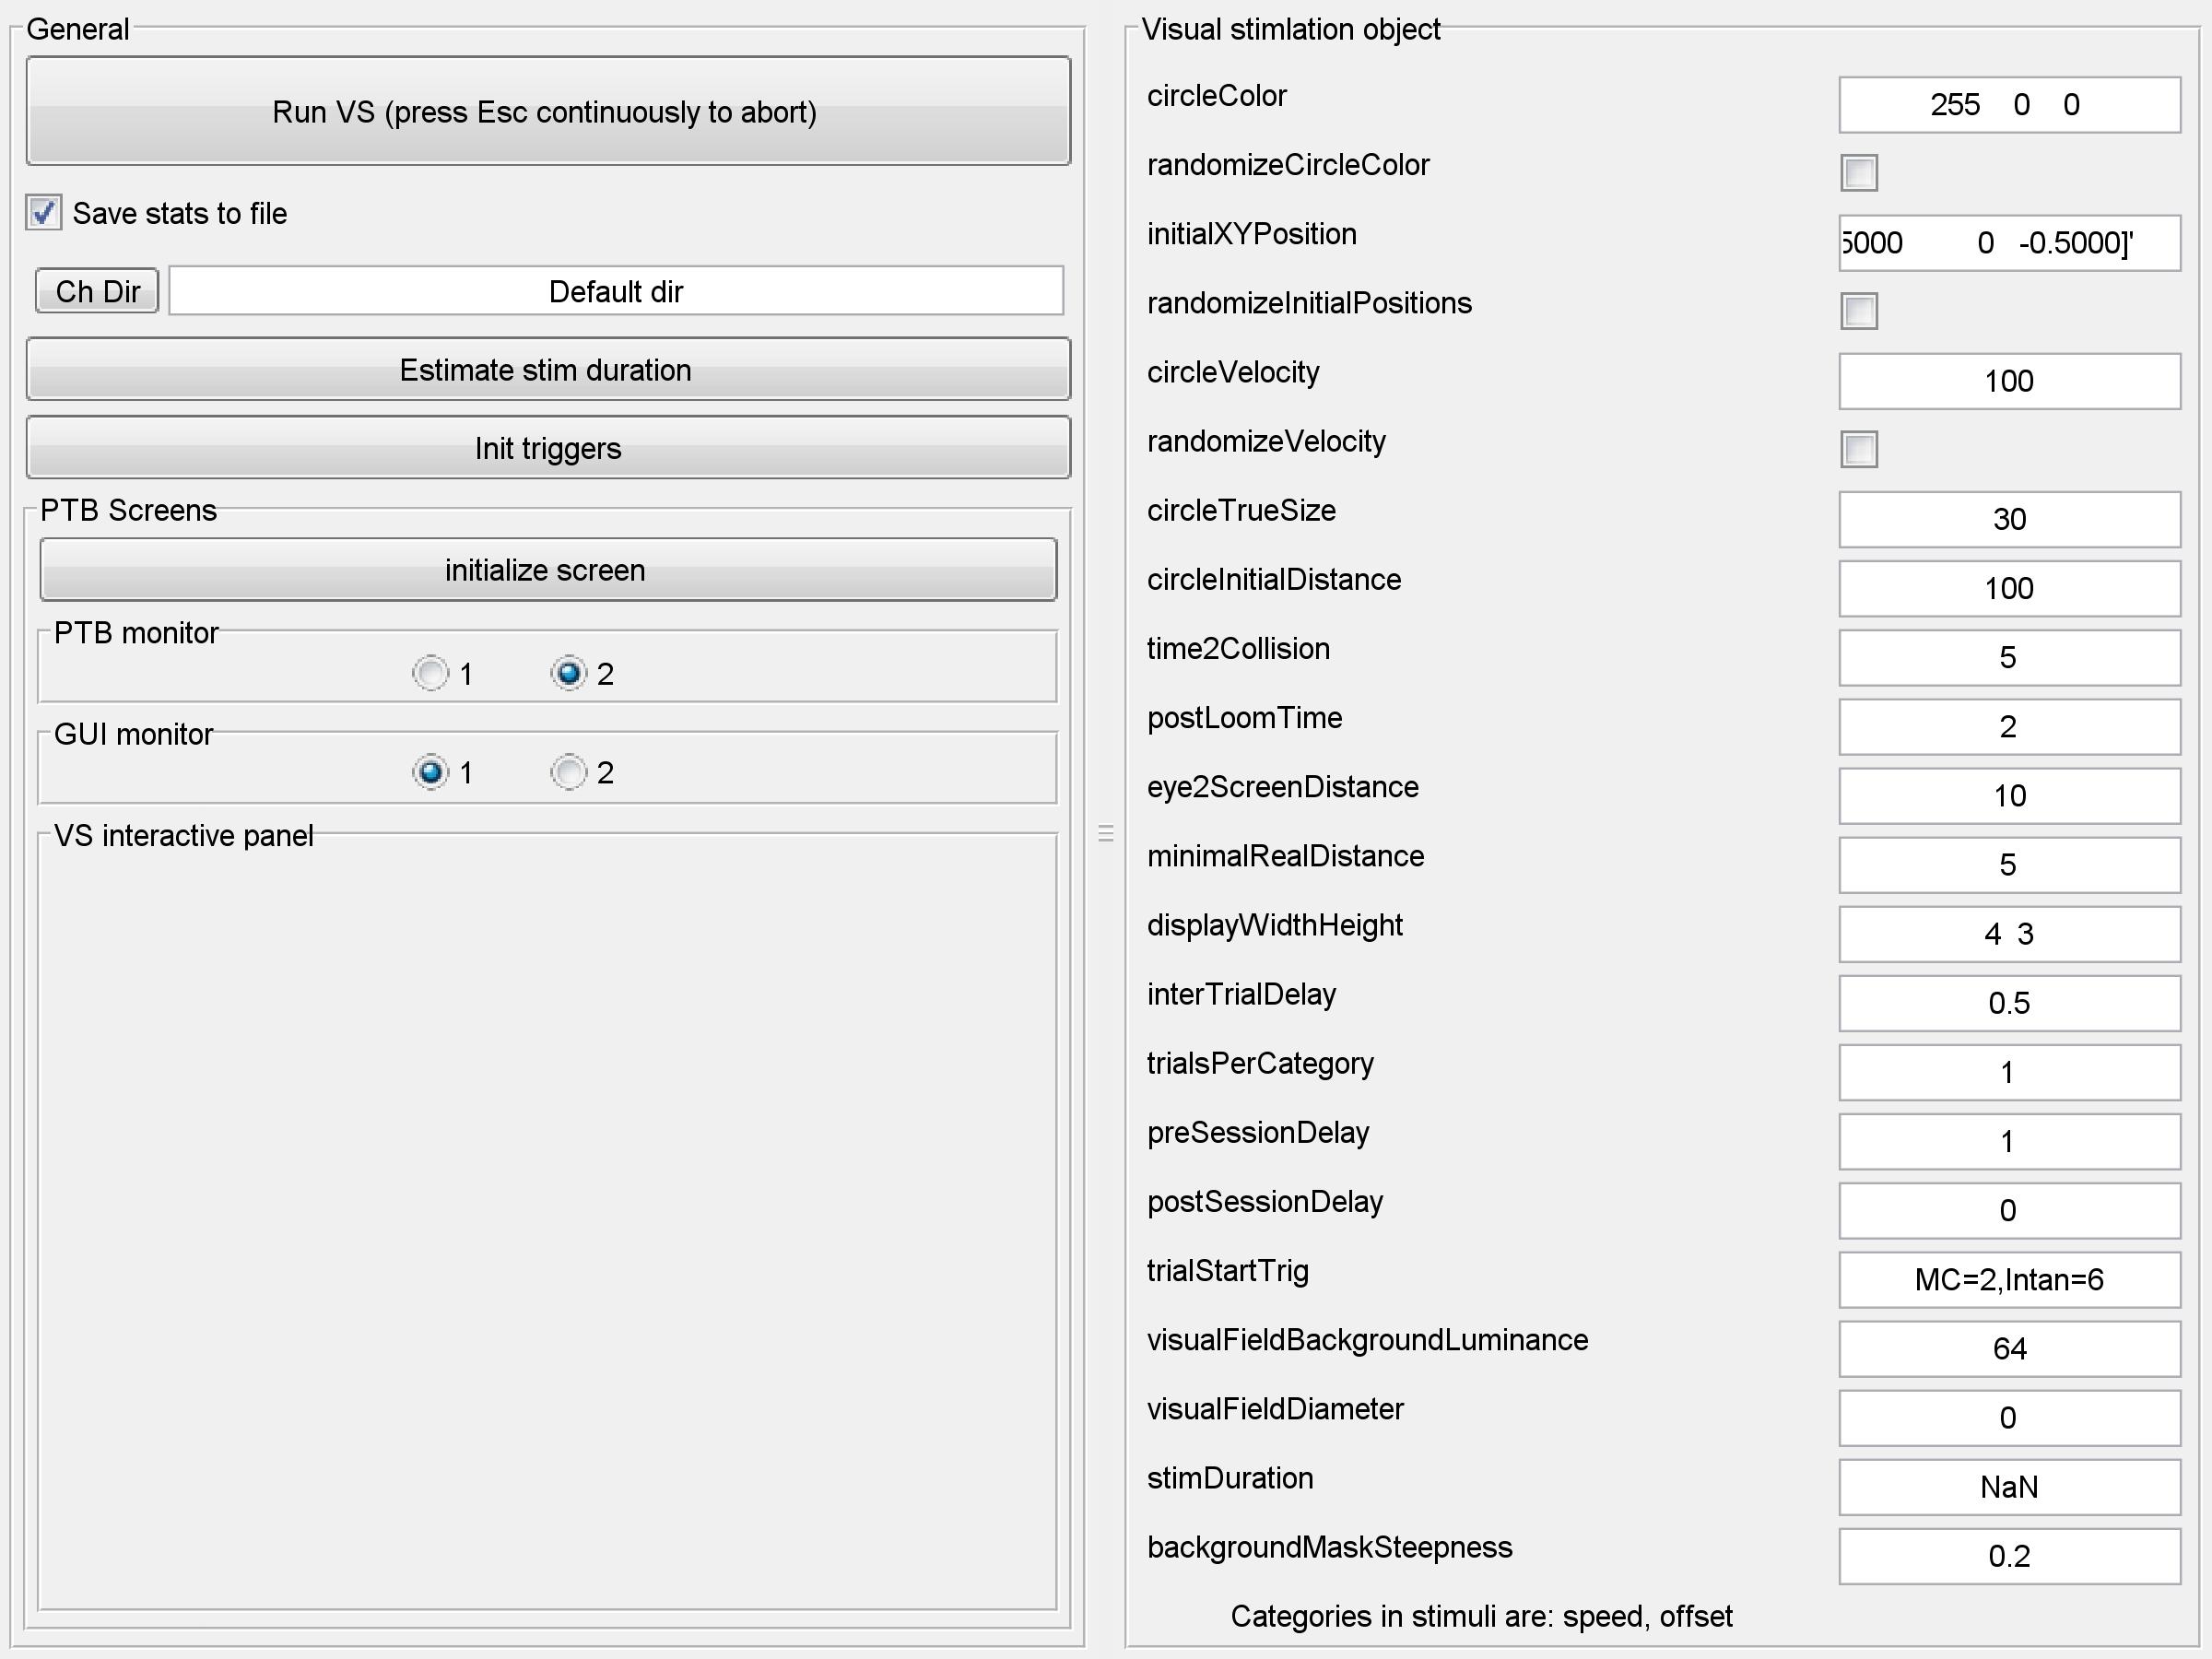 General
Run VS (press Esc continuously to abort)
Save stats to file
Ch Dir
Default dir
Estimate stim duration
Init triggers
PTB Screens
initialize screen
PTB monitor
1 2
GUI monitor
1 2
VS interactive panel
Visual stimlation object
circleColor 255 0 0
randomizeCircleColor
initialXYPosition 5000 0 -0.5000]'
randomizeInitialPositions
circleVelocity 100
randomizeVelocity
circleTrueSize 30
circleInitialDistance 100
time2Collision 5
postLoomTime 2
eye2ScreenDistance 10
minimalRealDistance 5
displayWidthHeight 4 3
interTrialDelay 0.5
trialsPerCategory 1
preSessionDelay 1
postSessionDelay 0
trialStartTrig MC=2,Intan=6
visualFieldBackgroundLuminance 64
visualFieldDiameter 0
stimDuration NaN
backgroundMaskSteepness 0.2
Categories in stimuli are: speed, offset